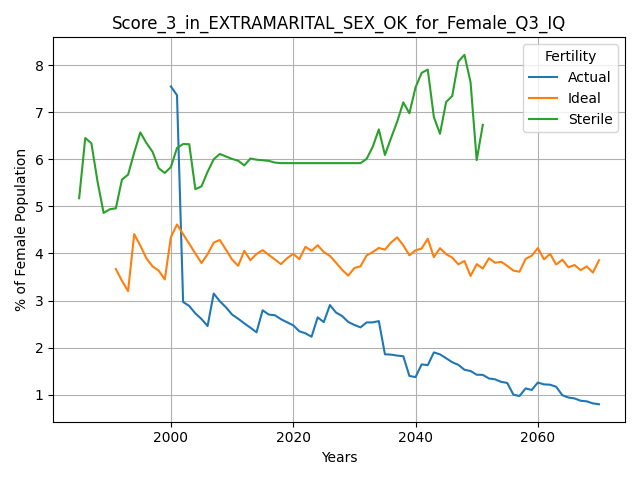 Score_3_in_EXTRAMARITAL_SEX_OK_for_Female_Q3_IQ
Fertility
Actual
Ideal
Sterile
% of Female Population
8
7
6
5
4
3
2
1
2000 2020 2040 2060
Years